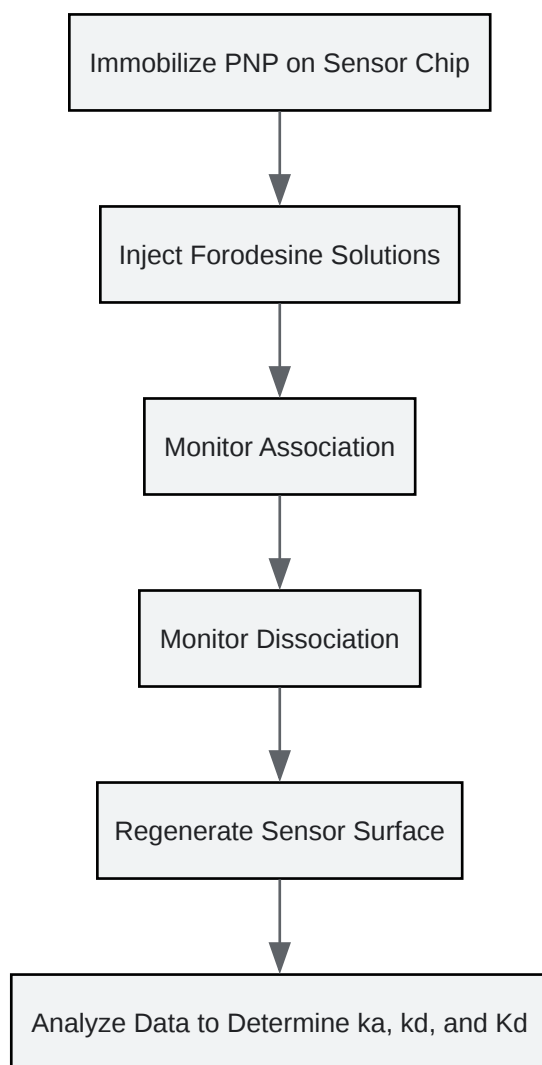 Immobilize PNP on Sensor Chip
Inject Forodesine Solutions
Monitor Association
Monitor Dissociation
Regenerate Sensor Surface
Analyze Data to Determine ka, kd, and Kd